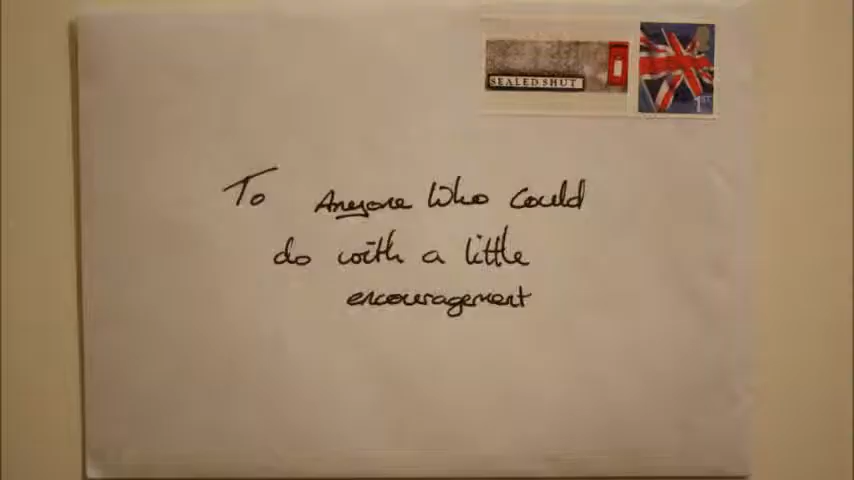 SEALED SHUT
1ST
To Anyone Who Could
do with a little
encouragement